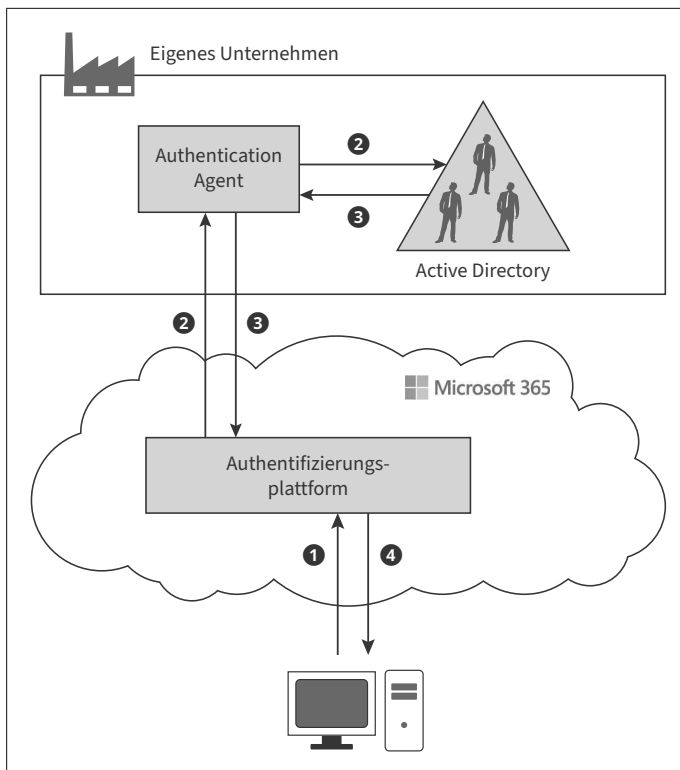 Eigenes Unternehmen
Authentication
Agent
2
3
Active Directory
2
3
Microsoft 365
Authentifizierungs-
plattform
1
4